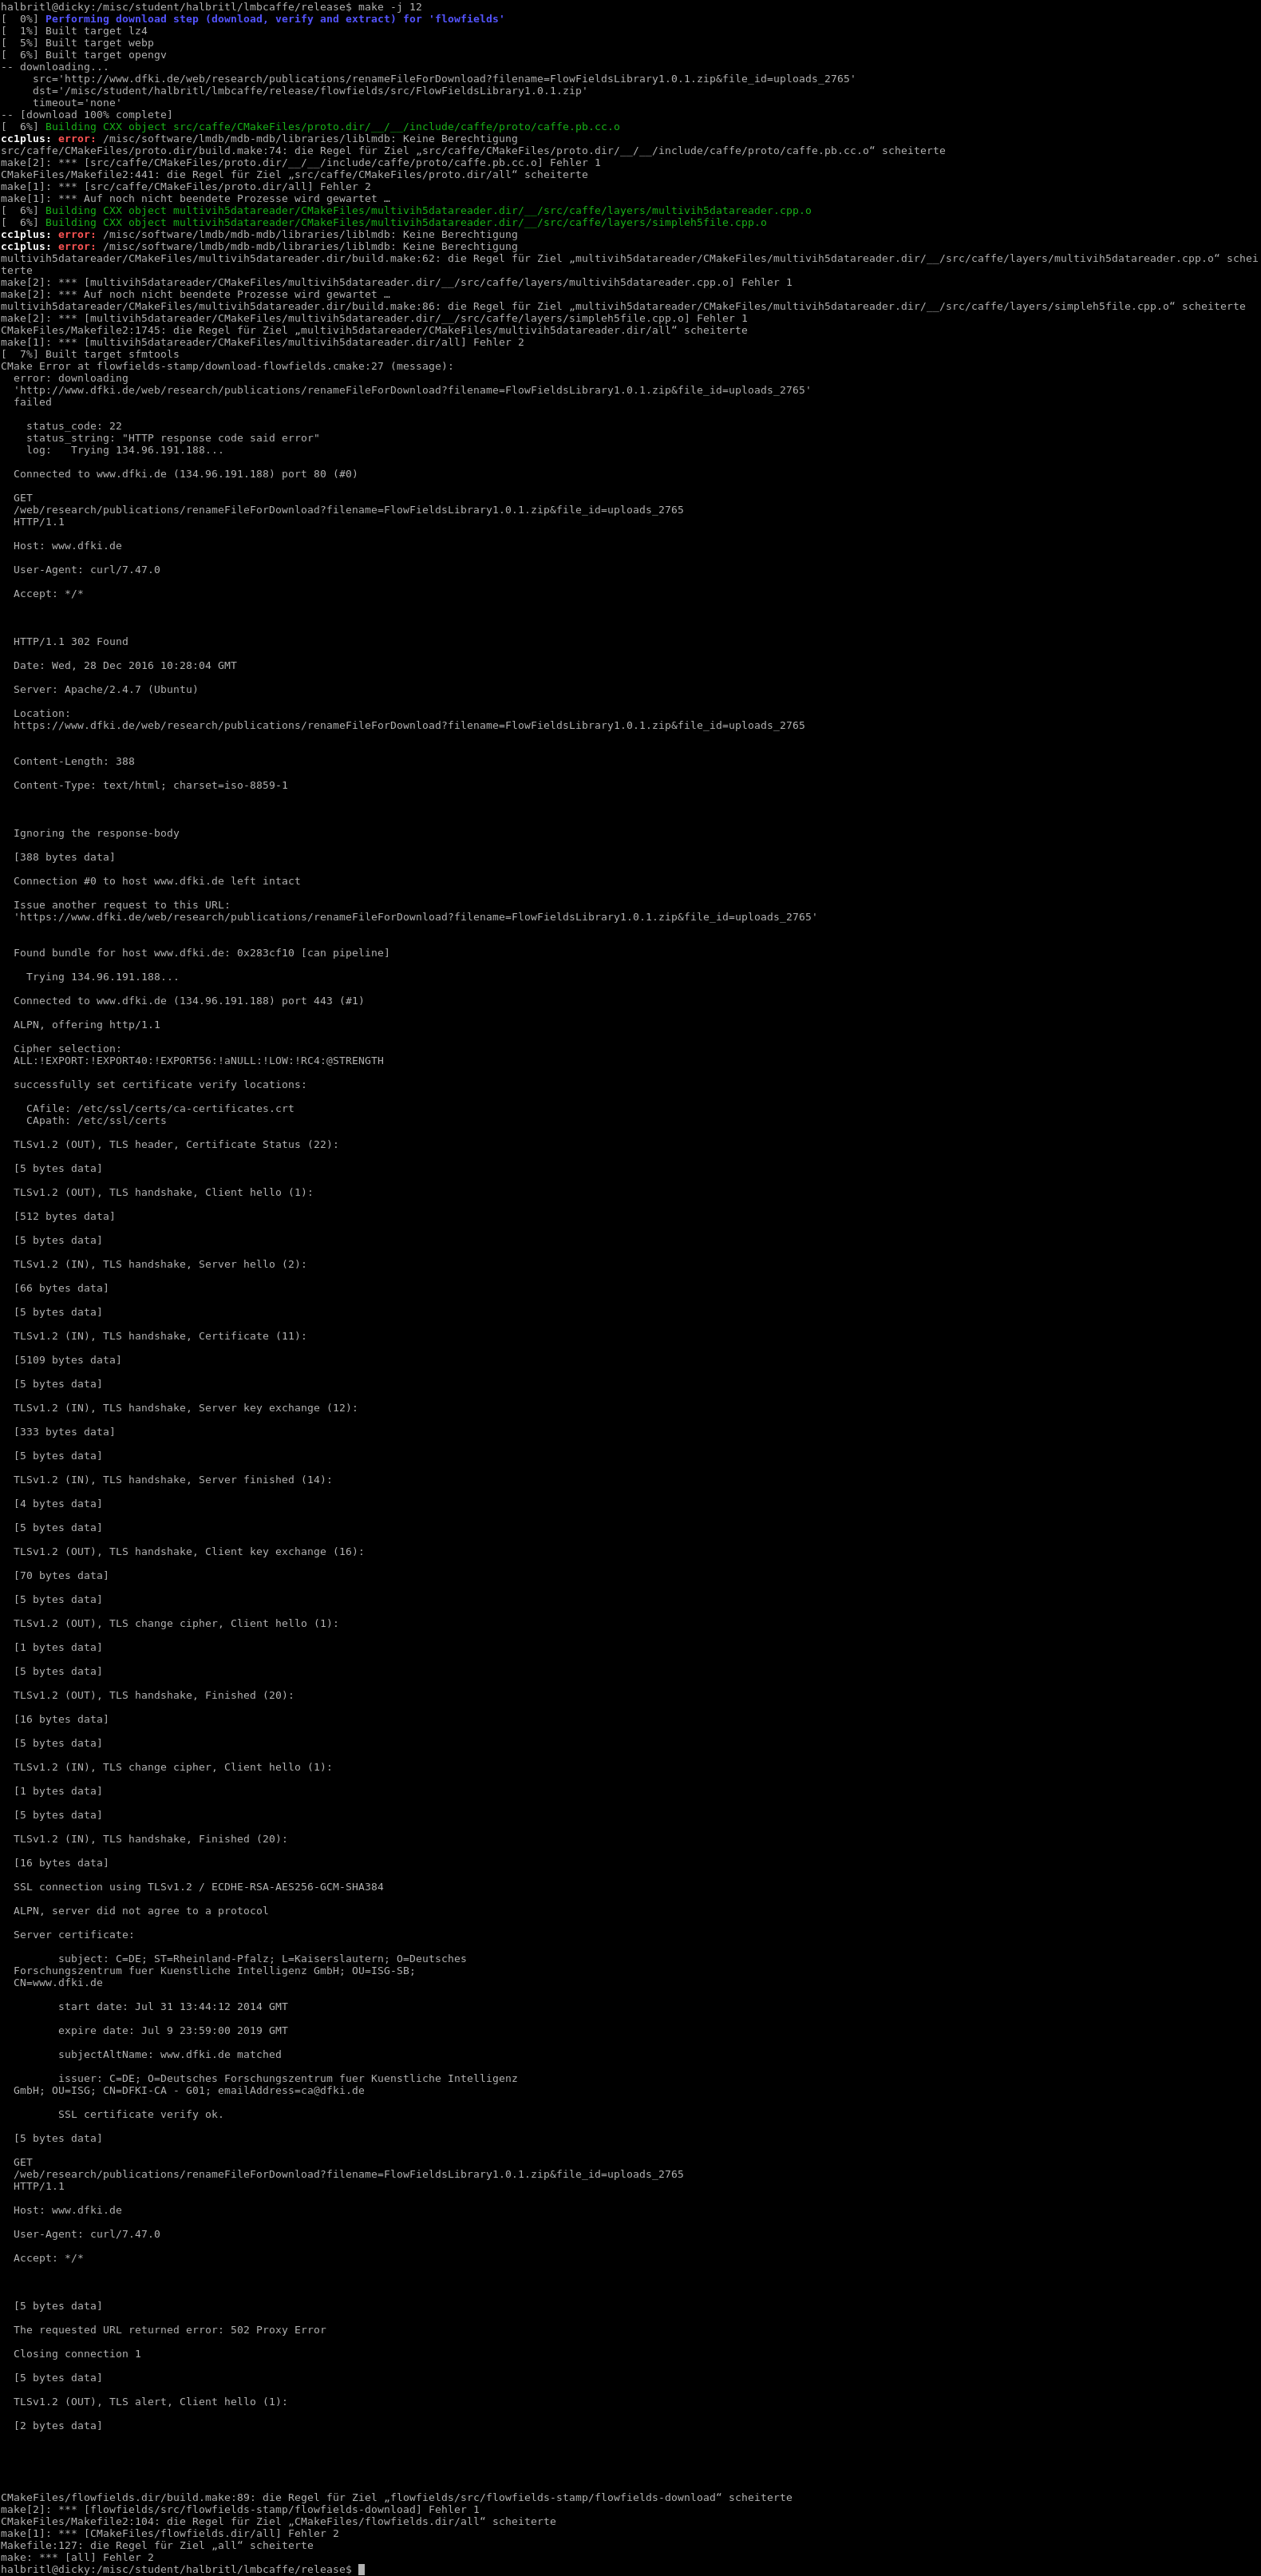 halbritl@dicky:/misc/student/halbritl/lmbcaffe/release$ make -j 12
[  0%] Performing download step (download, verify and extract) for 'flowfields'
[  1%] Built target lz4
[  5%] Built target webp
[  6%] Built target opengv
-- downloading...
     src='http://www.dfki.de/web/research/publications/renameFileForDownload?filename=FlowFieldsLibrary1.0.1.zip&file_id=uploads_2765'
     dst='/misc/student/halbritl/lmbcaffe/release/flowfields/src/FlowFieldsLibrary1.0.1.zip'
     timeout='none'
-- [download 100% complete]
[  6%] Building CXX object src/caffe/CMakeFiles/proto.dir/__/__/include/caffe/proto/caffe.pb.cc.o
cc1plus: error: /misc/software/lmdb/mdb-mdb/libraries/liblmdb: Keine Berechtigung
src/caffe/CMakeFiles/proto.dir/build.make:74: die Regel für Ziel „src/caffe/CMakeFiles/proto.dir/__/__/include/caffe/proto/caffe.pb.cc.o“ scheiterte
make[2]: *** [src/caffe/CMakeFiles/proto.dir/__/__/include/caffe/proto/caffe.pb.cc.o] Fehler 1
CMakeFiles/Makefile2:441: die Regel für Ziel „src/caffe/CMakeFiles/proto.dir/all“ scheiterte
make[1]: *** [src/caffe/CMakeFiles/proto.dir/all] Fehler 2
make[1]: *** Auf noch nicht beendete Prozesse wird gewartet …
[  6%] Building CXX object multivih5datareader/CMakeFiles/multivih5datareader.dir/__/src/caffe/layers/multivih5datareader.cpp.o
[  6%] Building CXX object multivih5datareader/CMakeFiles/multivih5datareader.dir/__/src/caffe/layers/simpleh5file.cpp.o
cc1plus: error: /misc/software/lmdb/mdb-mdb/libraries/liblmdb: Keine Berechtigung
cc1plus: error: /misc/software/lmdb/mdb-mdb/libraries/liblmdb: Keine Berechtigung
multivih5datareader/CMakeFiles/multivih5datareader.dir/build.make:62: die Regel für Ziel „multivih5datareader/CMakeFiles/multivih5datareader.dir/__/src/caffe/layers/multivih5datareader.cpp.o“ schei
terte
make[2]: *** [multivih5datareader/CMakeFiles/multivih5datareader.dir/__/src/caffe/layers/multivih5datareader.cpp.o] Fehler 1
make[2]: *** Auf noch nicht beendete Prozesse wird gewartet …
multivih5datareader/CMakeFiles/multivih5datareader.dir/build.make:86: die Regel für Ziel „multivih5datareader/CMakeFiles/multivih5datareader.dir/__/src/caffe/layers/simpleh5file.cpp.o“ scheiterte
make[2]: *** [multivih5datareader/CMakeFiles/multivih5datareader.dir/__/src/caffe/layers/simpleh5file.cpp.o] Fehler 1
CMakeFiles/Makefile2:1745: die Regel für Ziel „multivih5datareader/CMakeFiles/multivih5datareader.dir/all“ scheiterte
make[1]: *** [multivih5datareader/CMakeFiles/multivih5datareader.dir/all] Fehler 2
[  7%] Built target sfmtools
CMake Error at flowfields-stamp/download-flowfields.cmake:27 (message):
  error: downloading
  'http://www.dfki.de/web/research/publications/renameFileForDownload?filename=FlowFieldsLibrary1.0.1.zip&file_id=uploads_2765'
  failed
    status_code: 22
    status_string: "HTTP response code said error"
    log:   Trying 134.96.191.188...
  Connected to www.dfki.de (134.96.191.188) port 80 (#0)
  GET
  /web/research/publications/renameFileForDownload?filename=FlowFieldsLibrary1.0.1.zip&file_id=uploads_2765
  HTTP/1.1
  Host: www.dfki.de
  User-Agent: curl/7.47.0
  Accept: */*
  HTTP/1.1 302 Found
  Date: Wed, 28 Dec 2016 10:28:04 GMT
  Server: Apache/2.4.7 (Ubuntu)
  Location:
  https://www.dfki.de/web/research/publications/renameFileForDownload?filename=FlowFieldsLibrary1.0.1.zip&file_id=uploads_2765
  Content-Length: 388
  Content-Type: text/html; charset=iso-8859-1
  Ignoring the response-body
  [388 bytes data]
  Connection #0 to host www.dfki.de left intact
  Issue another request to this URL:
  'https://www.dfki.de/web/research/publications/renameFileForDownload?filename=FlowFieldsLibrary1.0.1.zip&file_id=uploads_2765'
  Found bundle for host www.dfki.de: 0x283cf10 [can pipeline]
    Trying 134.96.191.188...
  Connected to www.dfki.de (134.96.191.188) port 443 (#1)
  ALPN, offering http/1.1
  Cipher selection:
  ALL:!EXPORT:!EXPORT40:!EXPORT56:!aNULL:!LOW:!RC4:@STRENGTH
  successfully set certificate verify locations:
    CAfile: /etc/ssl/certs/ca-certificates.crt
    CApath: /etc/ssl/certs
  TLSv1.2 (OUT), TLS header, Certificate Status (22):
  [5 bytes data]
  TLSv1.2 (OUT), TLS handshake, Client hello (1):
  [512 bytes data]
  [5 bytes data]
  TLSv1.2 (IN), TLS handshake, Server hello (2):
  [66 bytes data]
  [5 bytes data]
  TLSv1.2 (IN), TLS handshake, Certificate (11):
  [5109 bytes data]
  [5 bytes data]
  TLSv1.2 (IN), TLS handshake, Server key exchange (12):
  [333 bytes data]
  [5 bytes data]
  TLSv1.2 (IN), TLS handshake, Server finished (14):
  [4 bytes data]
  [5 bytes data]
  TLSv1.2 (OUT), TLS handshake, Client key exchange (16):
  [70 bytes data]
  [5 bytes data]
  TLSv1.2 (OUT), TLS change cipher, Client hello (1):
  [1 bytes data]
  [5 bytes data]
  TLSv1.2 (OUT), TLS handshake, Finished (20):
  [16 bytes data]
  [5 bytes data]
  TLSv1.2 (IN), TLS change cipher, Client hello (1):
  [1 bytes data]
  [5 bytes data]
  TLSv1.2 (IN), TLS handshake, Finished (20):
  [16 bytes data]
  SSL connection using TLSv1.2 / ECDHE-RSA-AES256-GCM-SHA384
  ALPN, server did not agree to a protocol
  Server certificate:
         subject: C=DE; ST=Rheinland-Pfalz; L=Kaiserslautern; O=Deutsches
  Forschungszentrum fuer Kuenstliche Intelligenz GmbH; OU=ISG-SB;
  CN=www.dfki.de
         start date: Jul 31 13:44:12 2014 GMT
         expire date: Jul 9 23:59:00 2019 GMT
         subjectAltName: www.dfki.de matched
         issuer: C=DE; O=Deutsches Forschungszentrum fuer Kuenstliche Intelligenz
  GmbH; OU=ISG; CN=DFKI-CA - G01; emailAddress=ca@dfki.de
         SSL certificate verify ok.
  [5 bytes data]
  GET
  /web/research/publications/renameFileForDownload?filename=FlowFieldsLibrary1.0.1.zip&file_id=uploads_2765
  HTTP/1.1
  Host: www.dfki.de
  User-Agent: curl/7.47.0
  Accept: */*
  [5 bytes data]
  The requested URL returned error: 502 Proxy Error
  Closing connection 1
  [5 bytes data]
  TLSv1.2 (OUT), TLS alert, Client hello (1):
  [2 bytes data]
CMakeFiles/flowfields.dir/build.make:89: die Regel für Ziel „flowfields/src/flowfields-stamp/flowfields-download“ scheiterte
make[2]: *** [flowfields/src/flowfields-stamp/flowfields-download] Fehler 1
CMakeFiles/Makefile2:104: die Regel für Ziel „CMakeFiles/flowfields.dir/all“ scheiterte
make[1]: *** [CMakeFiles/flowfields.dir/all] Fehler 2
Makefile:127: die Regel für Ziel „all“ scheiterte
make: *** [all] Fehler 2
halbritl@dicky:/misc/student/halbritl/lmbcaffe/release$